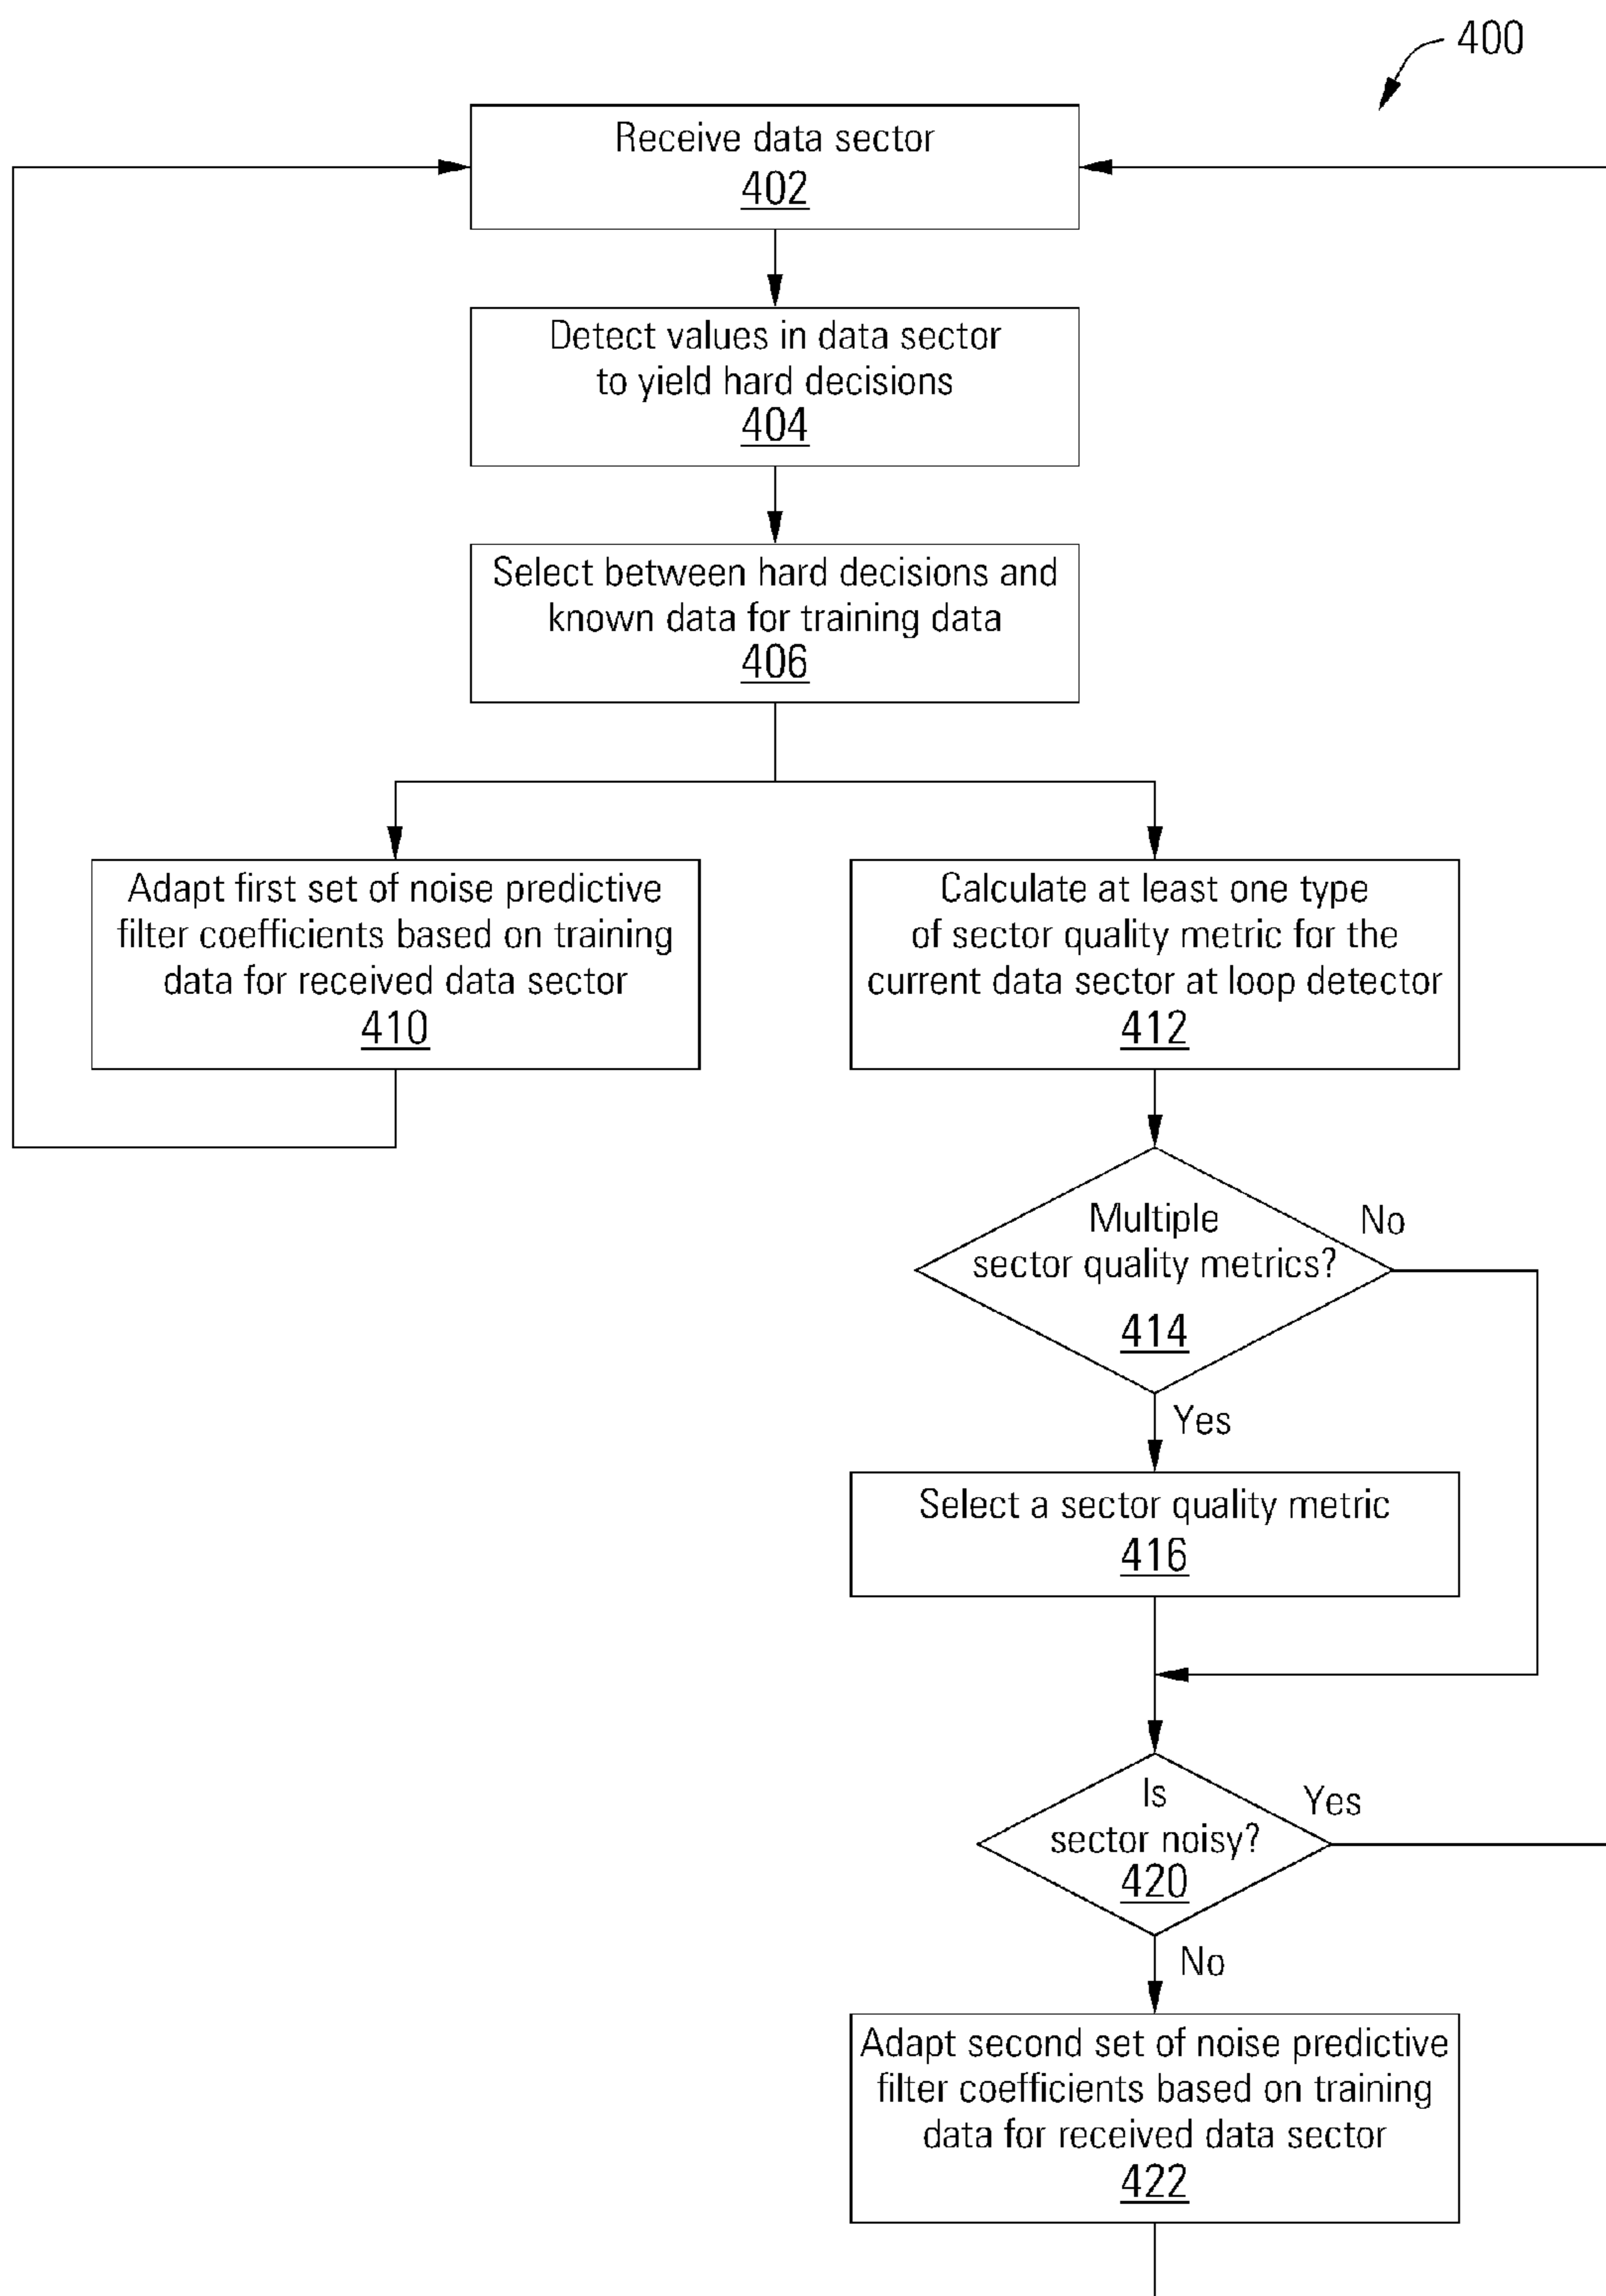 400
Receive data sector
402
Detect values in data sector
to yield hard decisions
404
Select between hard decisions and
known data for training data
406
Adapt first set of noise predictive
filter coefficients based on training
data for received data sector
410
Calculate at least one type
of sector quality metric for the
current data sector at loop detector
412
Multiple
sector quality metrics?
414
No
Yes
Select a sector quality metric
416
Is
sector noisy?
420
Yes
No
Adapt second set of noise predictive
filter coefficients based on training
data for received data sector
422